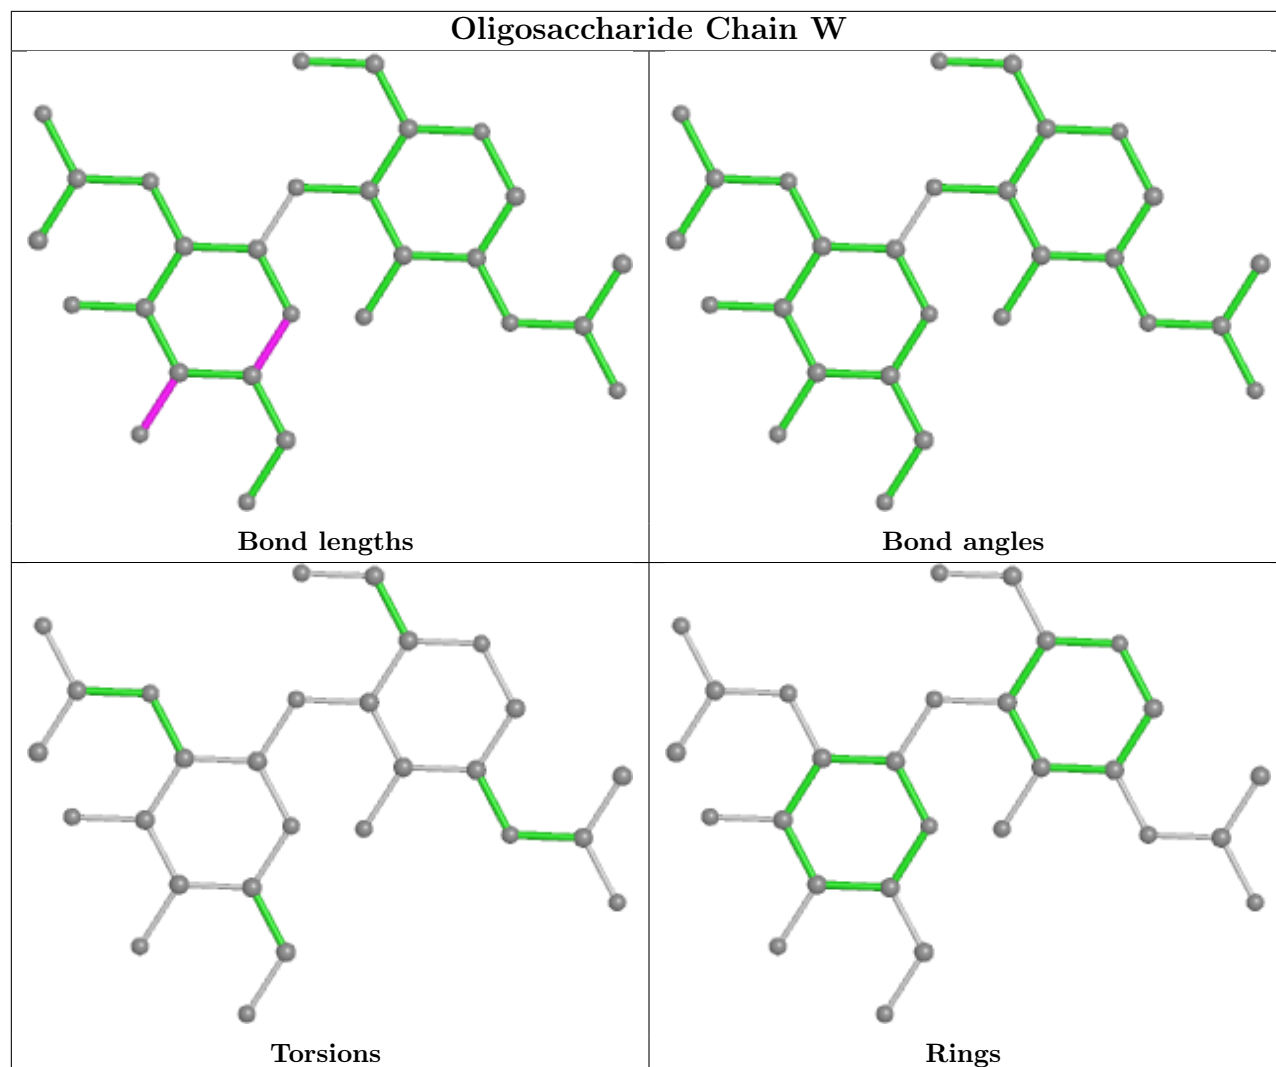 Oligosaccharide Chain W
Bond lengths
Bond angles
Torsions
Rings